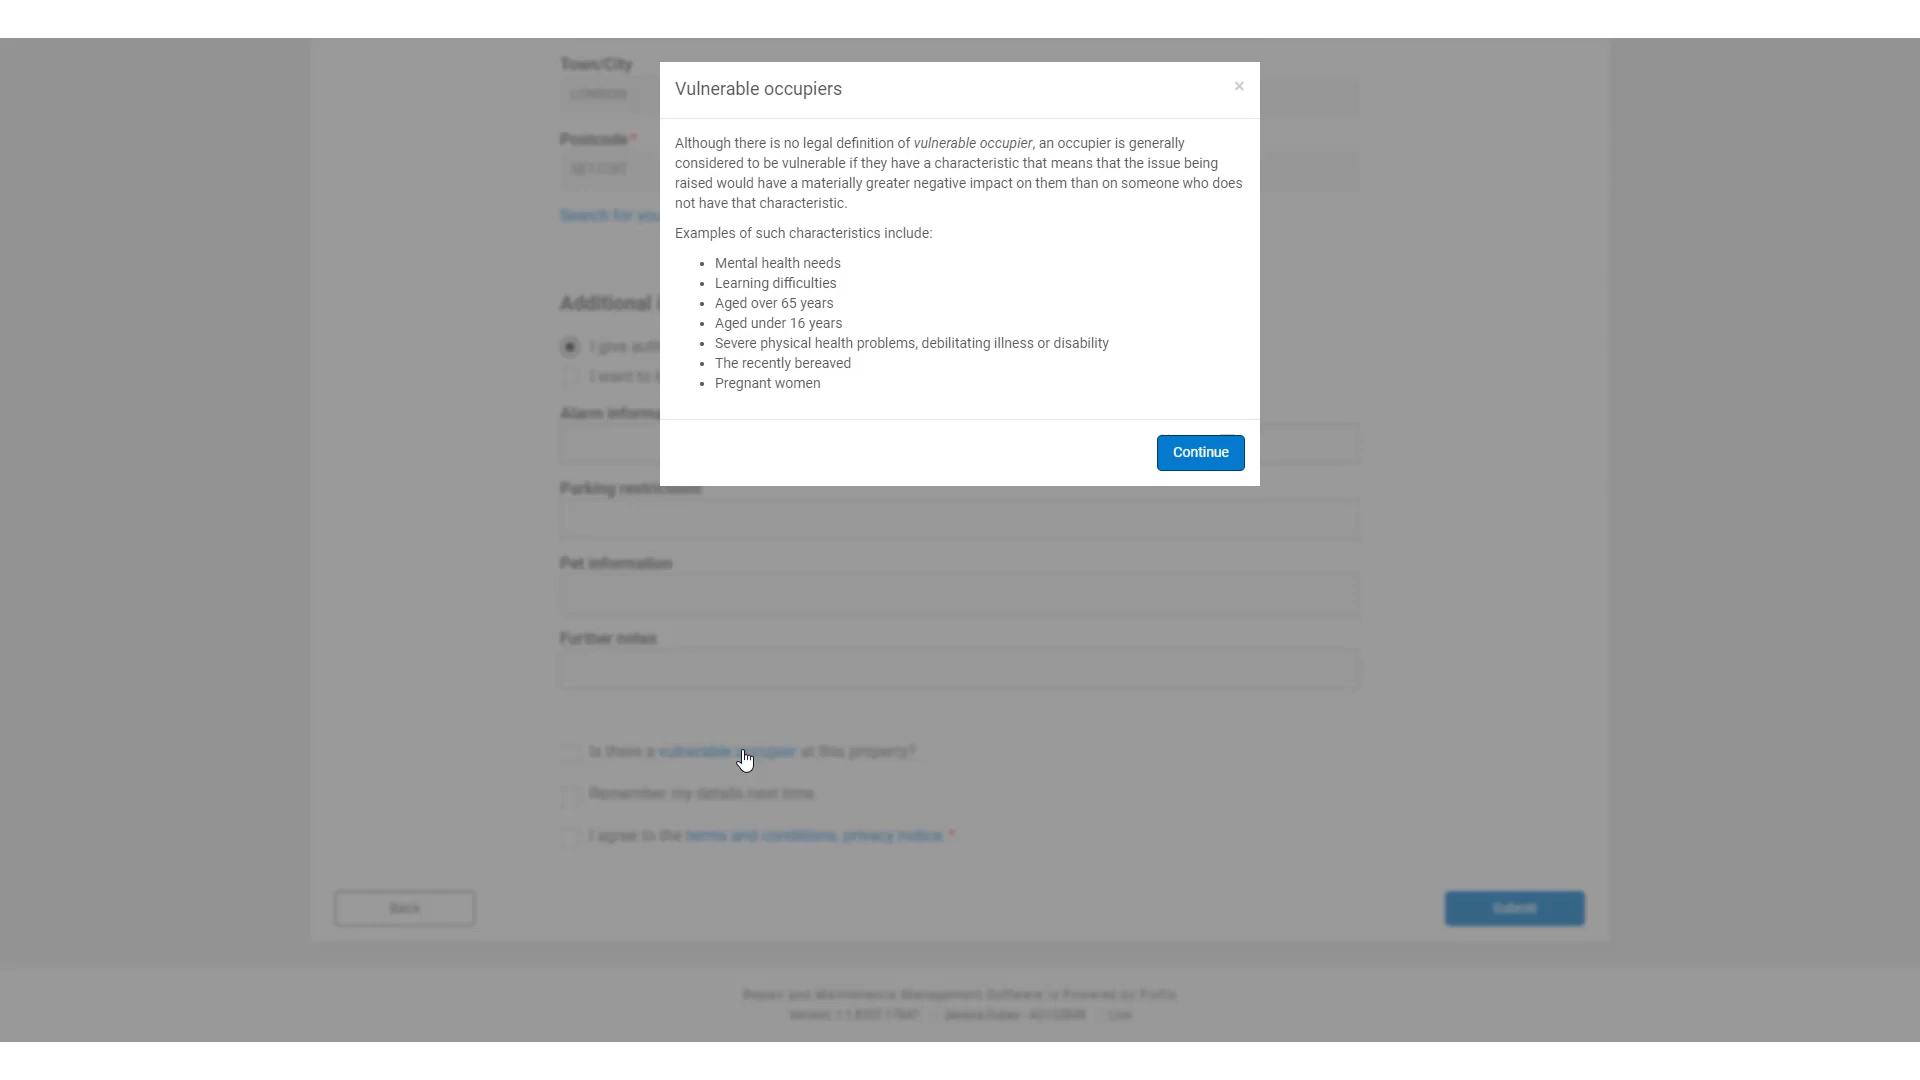 Town/City
LONDON
Vulnerable occupiers
×
Although there is no legal definition of vulnerable occupier, an occupier is generally
considered to be vulnerable if they have a characteristic that means that the issue being
raised would have a materially greater negative impact on them than on someone who does
not have that characteristic.
Examples of such characteristics include:
• Mental health needs
• Learning difficulties
• Aged over 65 years
• Aged under 16 years
• Severe physical health problems, debilitating illness or disability
• The recently bereaved
• Pregnant women
Continue
Postcode*
Search for you
Additional
I give auth
I want to
Alarm informa
Parking restrictions
Pet information
Further notes
Is there a vulnerable occupier at this property?
Remember my details next time
I agree to the terms and conditions, privacy notice. *
Back
Submit
Repair and Maintenance Management Software is Powered by Fixflo